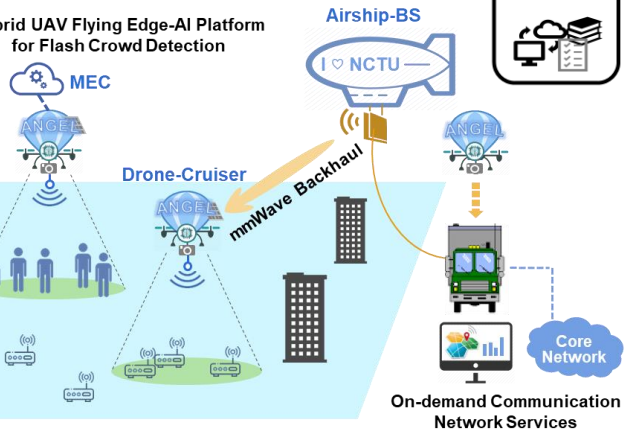 brid UAV Flying Edge-AI Platform
for Flash Crowd Detection
Airship-BS
I ♡ NCTU
MEC
ANGEL
ANGEL
Drone-Cruiser
ANGEL
mmWave Backhaul
Core
Network
On-demand Communication
Network Services